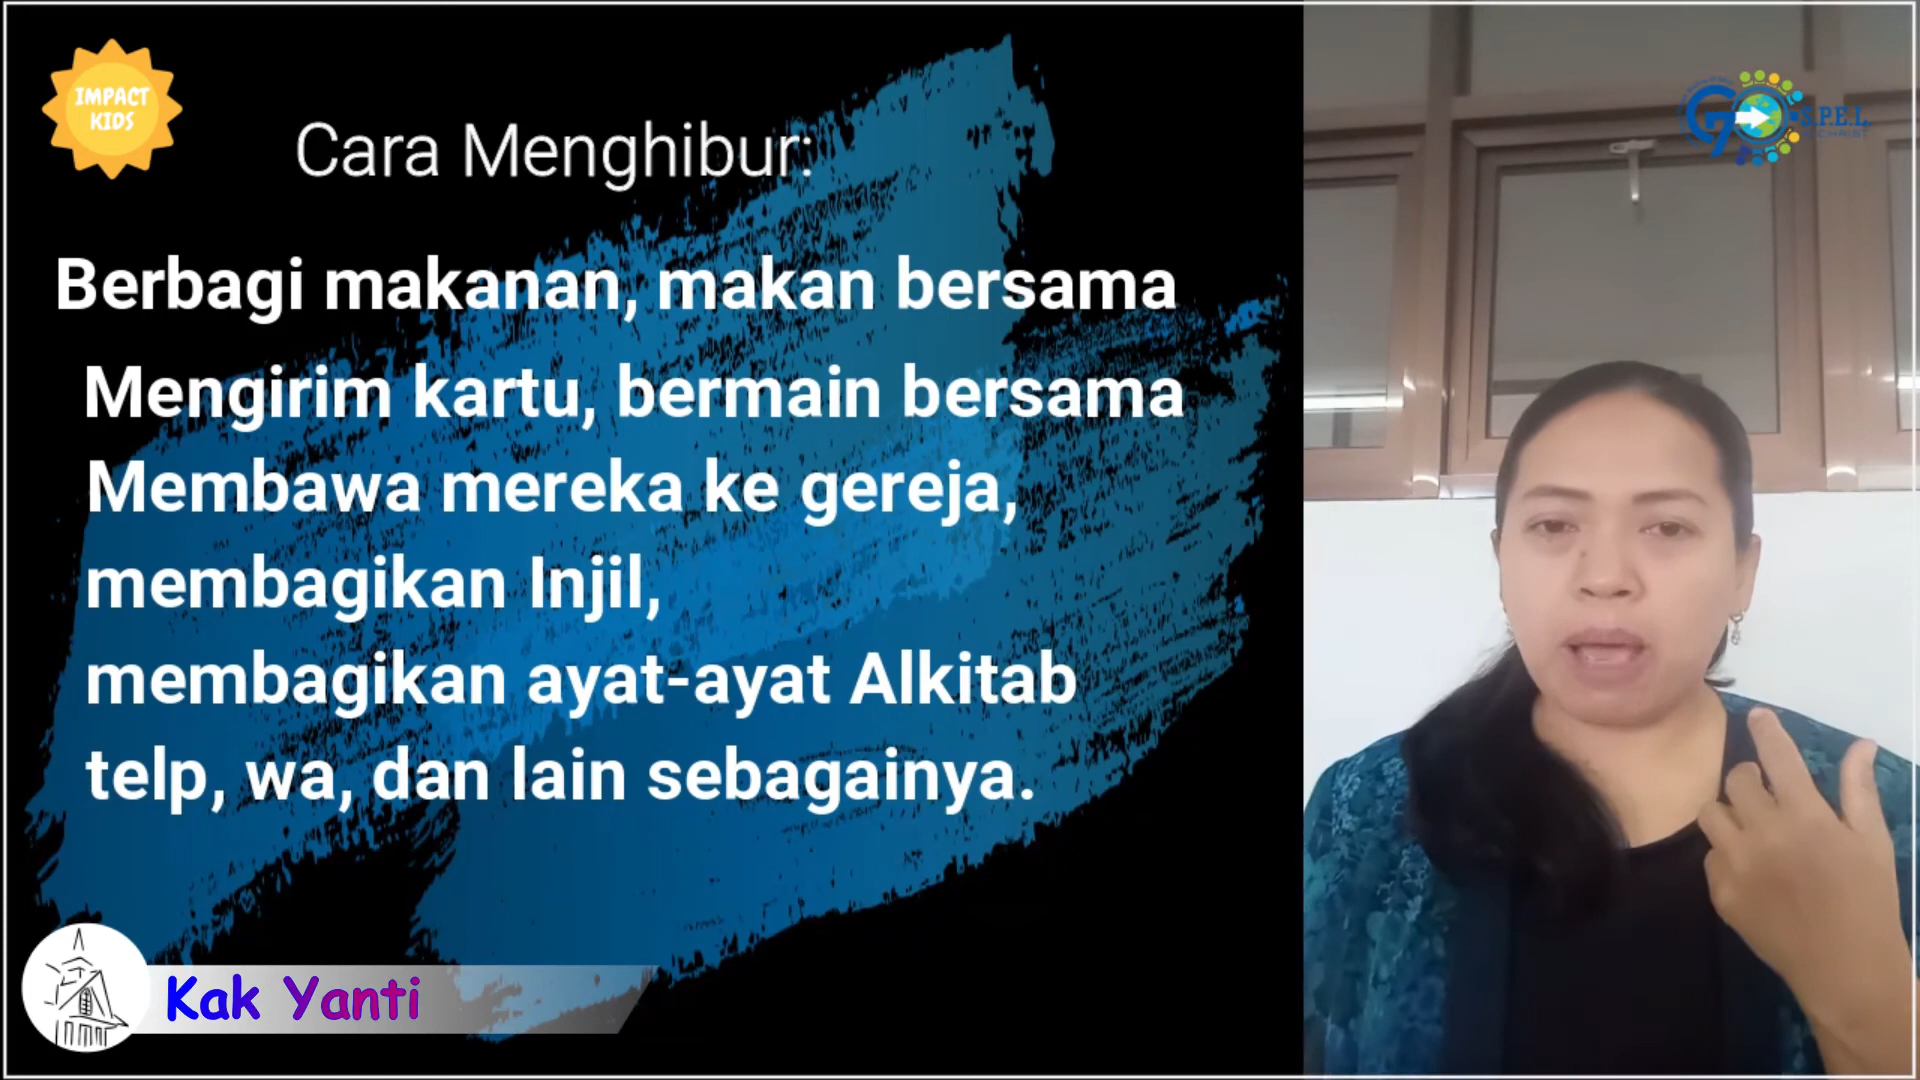 IMPACT
KIDS
Cara Menghibur:
Berbagi makanan, makan bersama
Mengirim kartu, bermain bersama
Membawa mereka ke gereja,
membagikan Injil,
membagikan ayat-ayat Alkitab
telp, wa, dan lain sebagainya.
GO S.P.E.L.
Kak Yanti